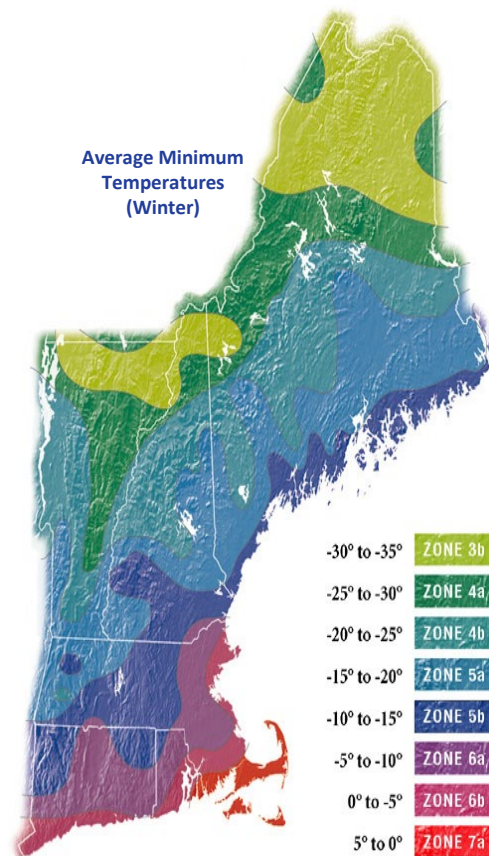 Average Minimum
Temperatures
(Winter)
-30° to -35° ZONE 3b
-25° to -30° ZONE 4a
-20° to -25° ZONE 4b
-15° to -20° ZONE 5a
-10° to -15° ZONE 5b
-5° to -10° ZONE 6a
0° to -5° ZONE 6b
5° to 0° ZONE 7a